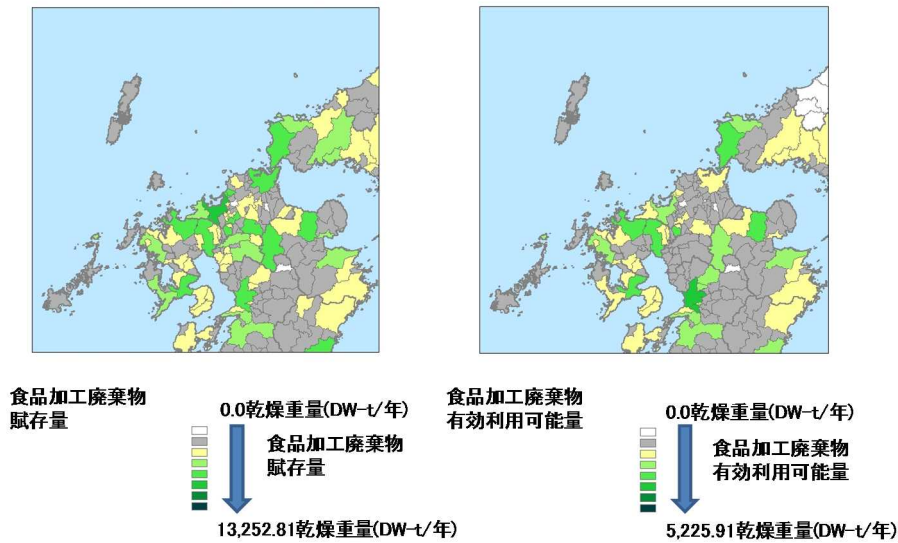 食品加工廃棄物
賦存量
0.0乾燥重量(DW-t/年)
食品加工廃棄物
賦存量
13,252.81乾燥重量(DW-t/年)
食品加工廃棄物
有効利用可能量
0.0乾燥重量(DW-t/年)
食品加工廃棄物
有効利用可能量
5,225.91乾燥重量(DW-t/年)